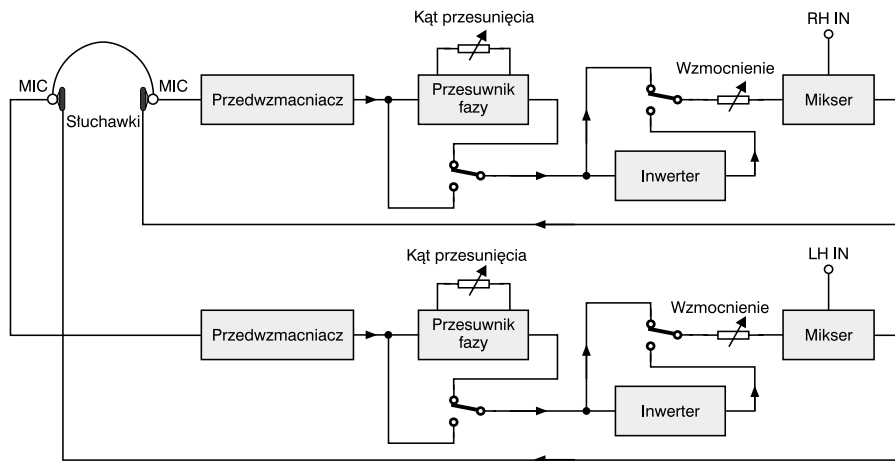 Kąt przesunięcia
RH IN
MIC
MIC
Słuchawki
Przedwzmacniacz
Przesuwnik
fazy
Wzmocnienie
Mikser
Inwerter
Kąt przesunięcia
LH IN
Przedwzmacniacz
Przesuwnik
fazy
Wzmocnienie
Mikser
Inwerter